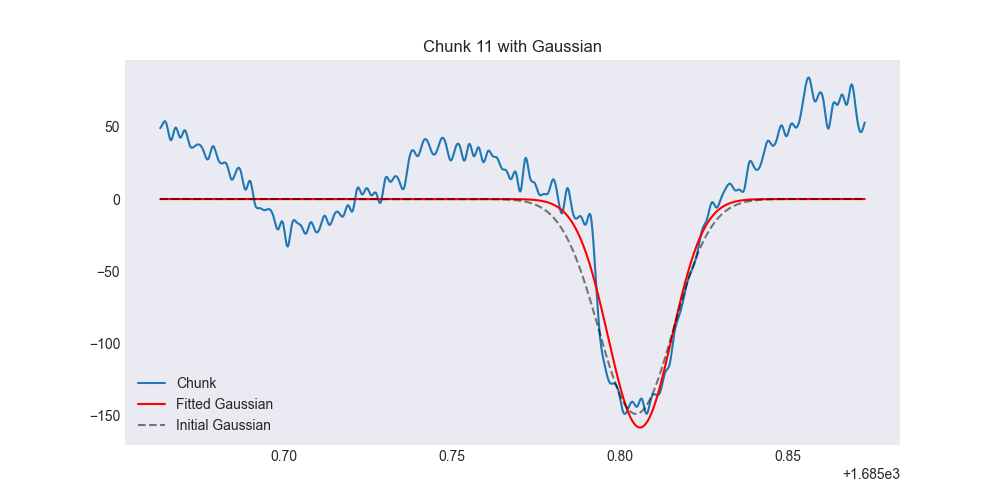 Chunk 11 with Gaussian
50
0
−50
−100
−150
Chunk
Fitted Gaussian
Initial Gaussian
0.70 0.75 0.80 0.85
+1.685e3